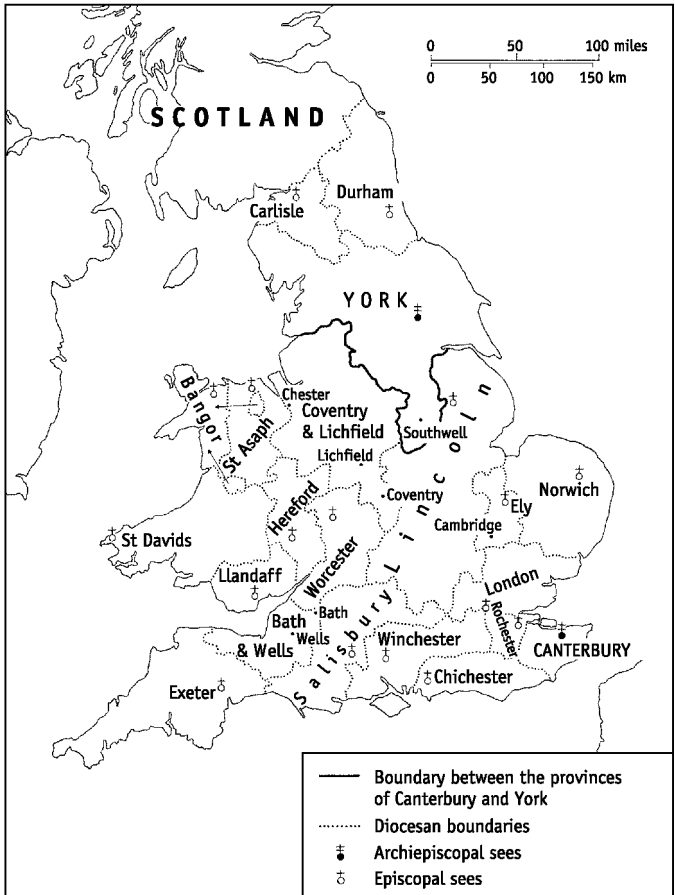 0 50 100 miles
0 50 100 150 km
SCOTLAND
Durham
Carlisle
YORK
Bangor
St Asaph
Chester
Coventry
& Lichfield
Lichfield
Southwell
Lincoln
Coventry
Norwich
Ely
Cambridge
Hereford
Worcester
St Davids
Llandaff
London
Rochester
Bath
Bath
& Wells
Wells
Salisbury
Winchester
CANTERBURY
Chichester
Exeter
Boundary between the provinces
of Canterbury and York
Diocesan boundaries
Archiepiscopal sees
Episcopal sees